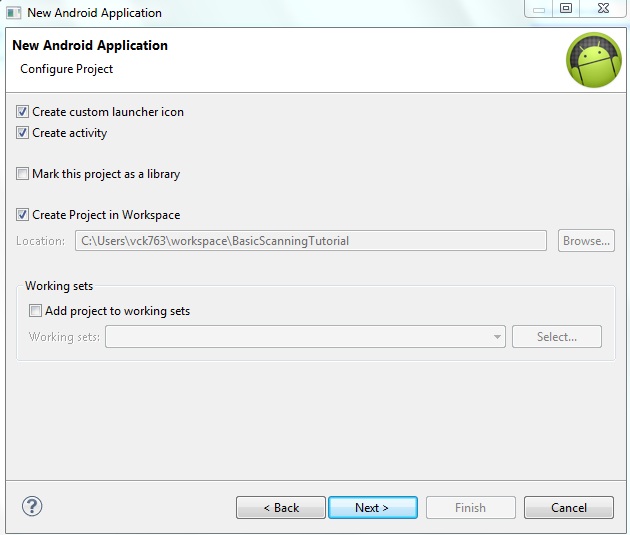 New Android Application
New Android Application
Configure Project
Create custom launcher icon
Create activity
Mark this project as a library
Create Project in Workspace
Location: C:\Users\vck763\workspace\BasicScanningTutorial Browse...
Working sets
Add project to working sets
Working sets: Select...
? < Back Next > Finish Cancel